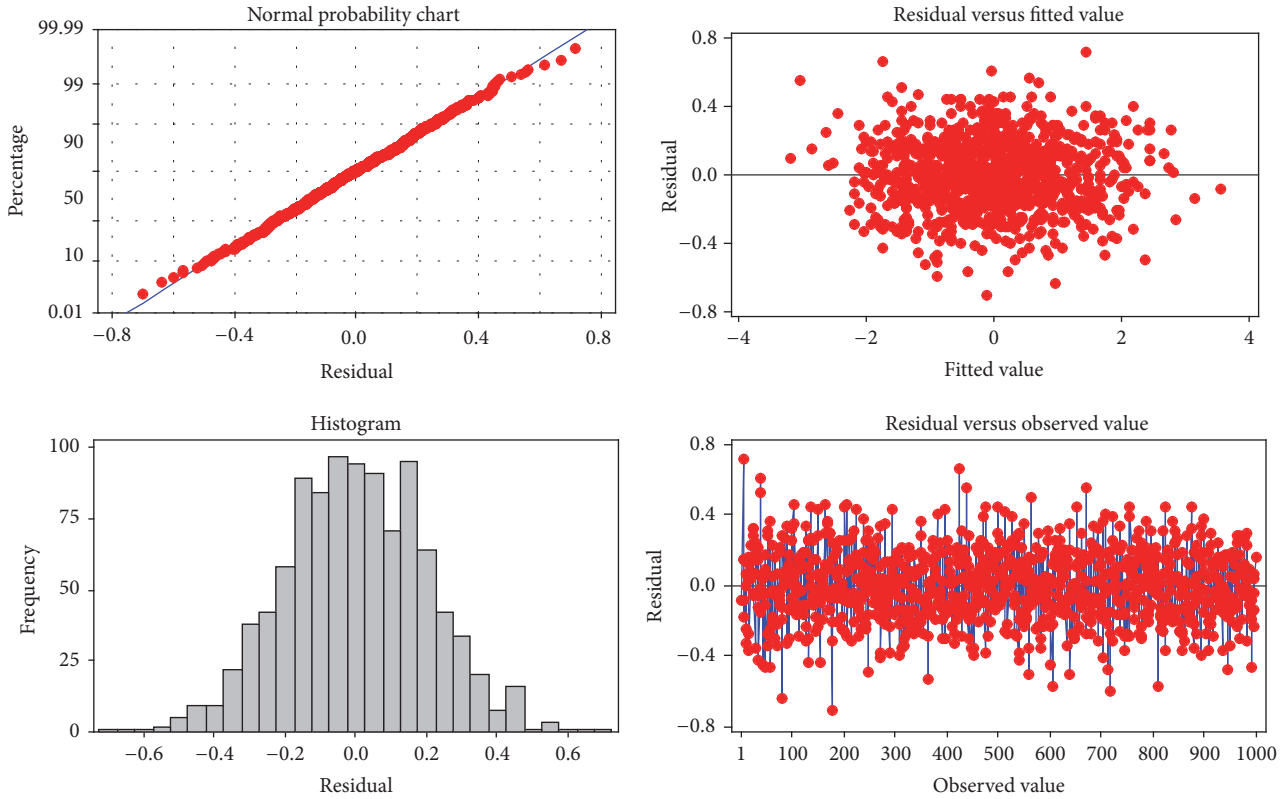 Normal probability chart
99.99
99
90
50
10
0.01
Percentage
−0.8 −0.4 0.0 0.4 0.8
Residual
Residual versus fitted value
0.8
0.4
0.0
−0.4
−0.8
Residual
−4 −2 0 2 4
Fitted value
Histogram
100
75
50
25
0
Frequency
−0.6 −0.4 −0.2 0.0 0.2 0.4 0.6
Residual
Residual versus observed value
0.8
0.4
0.0
−0.4
−0.8
Residual
1 100 200 300 400 500 600 700 800 900 1000
Observed value